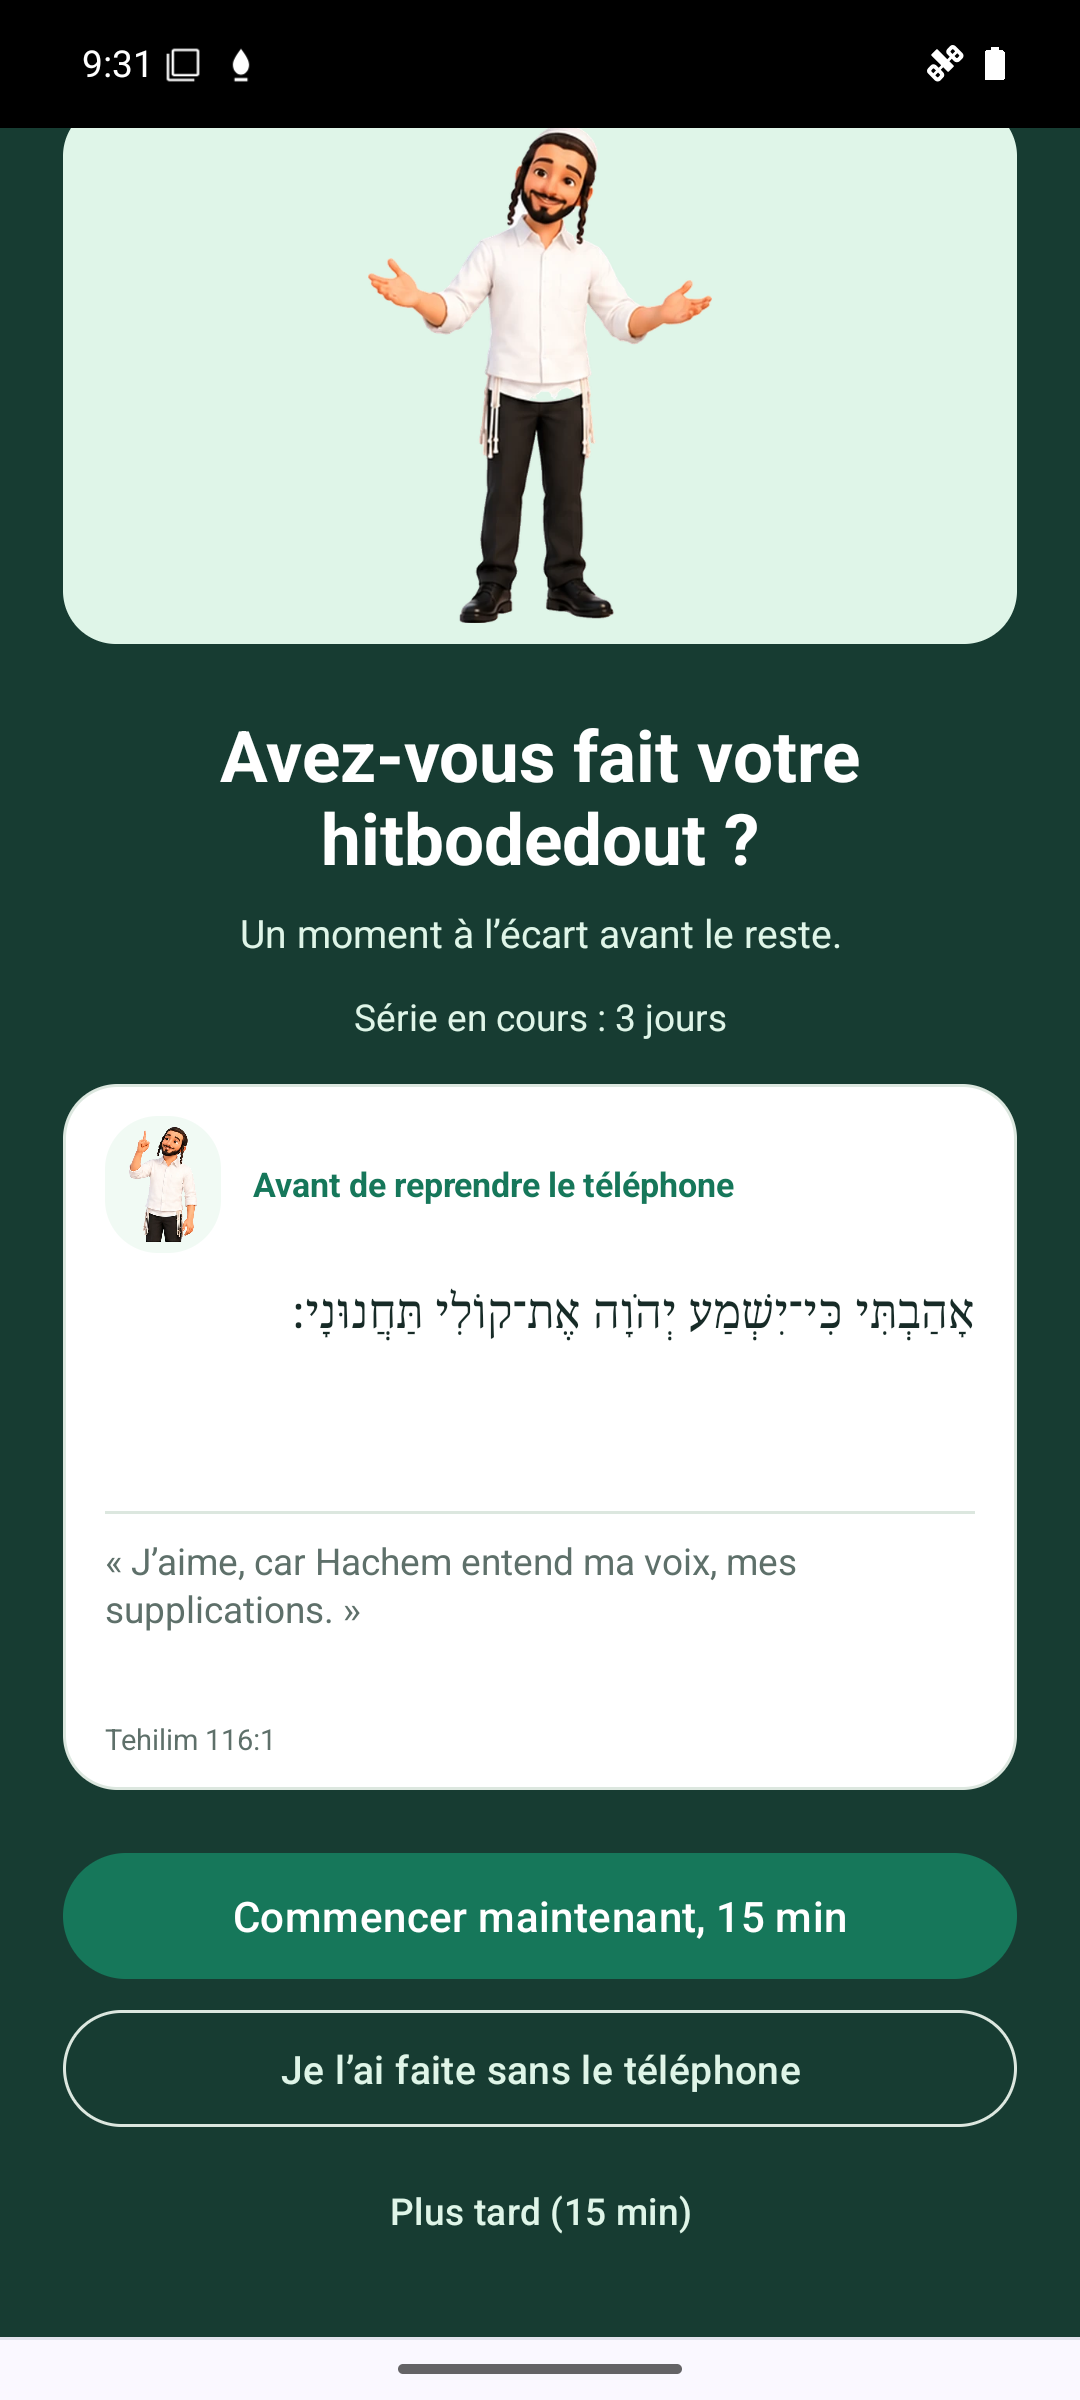 9:31
Avez-vous fait votre
hitbodedout ?
Un moment à l’écart avant le reste.
Série en cours : 3 jours
Avant de reprendre le téléphone
אָהַבְתִּי כִּי־יִשְׁמַע יְהֹוָה אֶת־קוֹלִי תַּחֲנוּנָי׃
« J’aime, car Hachem entend ma voix, mes
supplications. »
Tehilim 116:1
Commencer maintenant, 15 min
Je l’ai faite sans le téléphone
Plus tard (15 min)